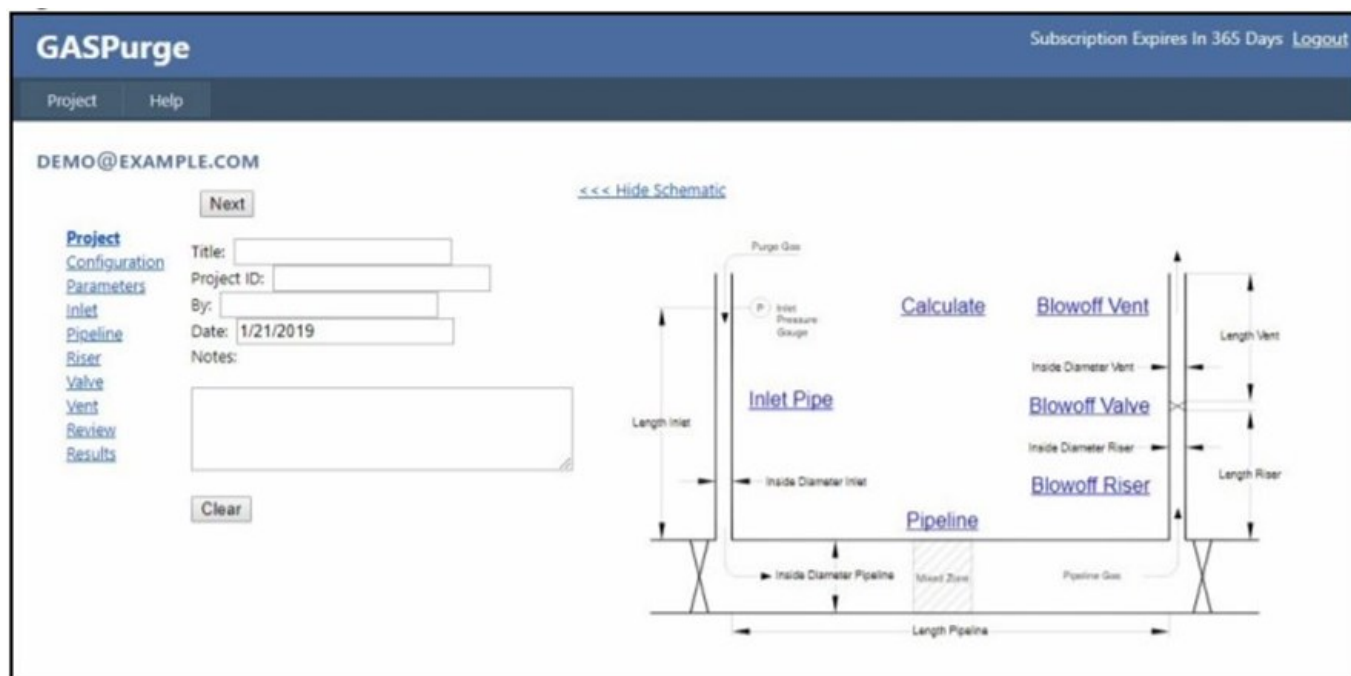 GASPurge
Subscription Expires In 365 Days Logout
Project Help
DEMO@EXAMPLE.COM
Next
<<< Hide Schematic
Project
Configuration
Parameters
Inlet
Pipeline
Riser
Valve
Vent
Review
Results
Title:
Project ID:
By:
Date: 1/21/2019
Notes:
Clear
Purge Gas
P
Inlet
Pressure
Gauge
Calculate
Blowoff Vent
Length Vent
Inside Diameter Vent
Inlet Pipe
Blowoff Valve
Length Inlet
Inside Diameter Riser
Length Riser
Inside Diameter Inlet
Blowoff Riser
Pipeline
Inside Diameter Pipeline
Mixed Zone
Pipeline Gas
Length Pipeline